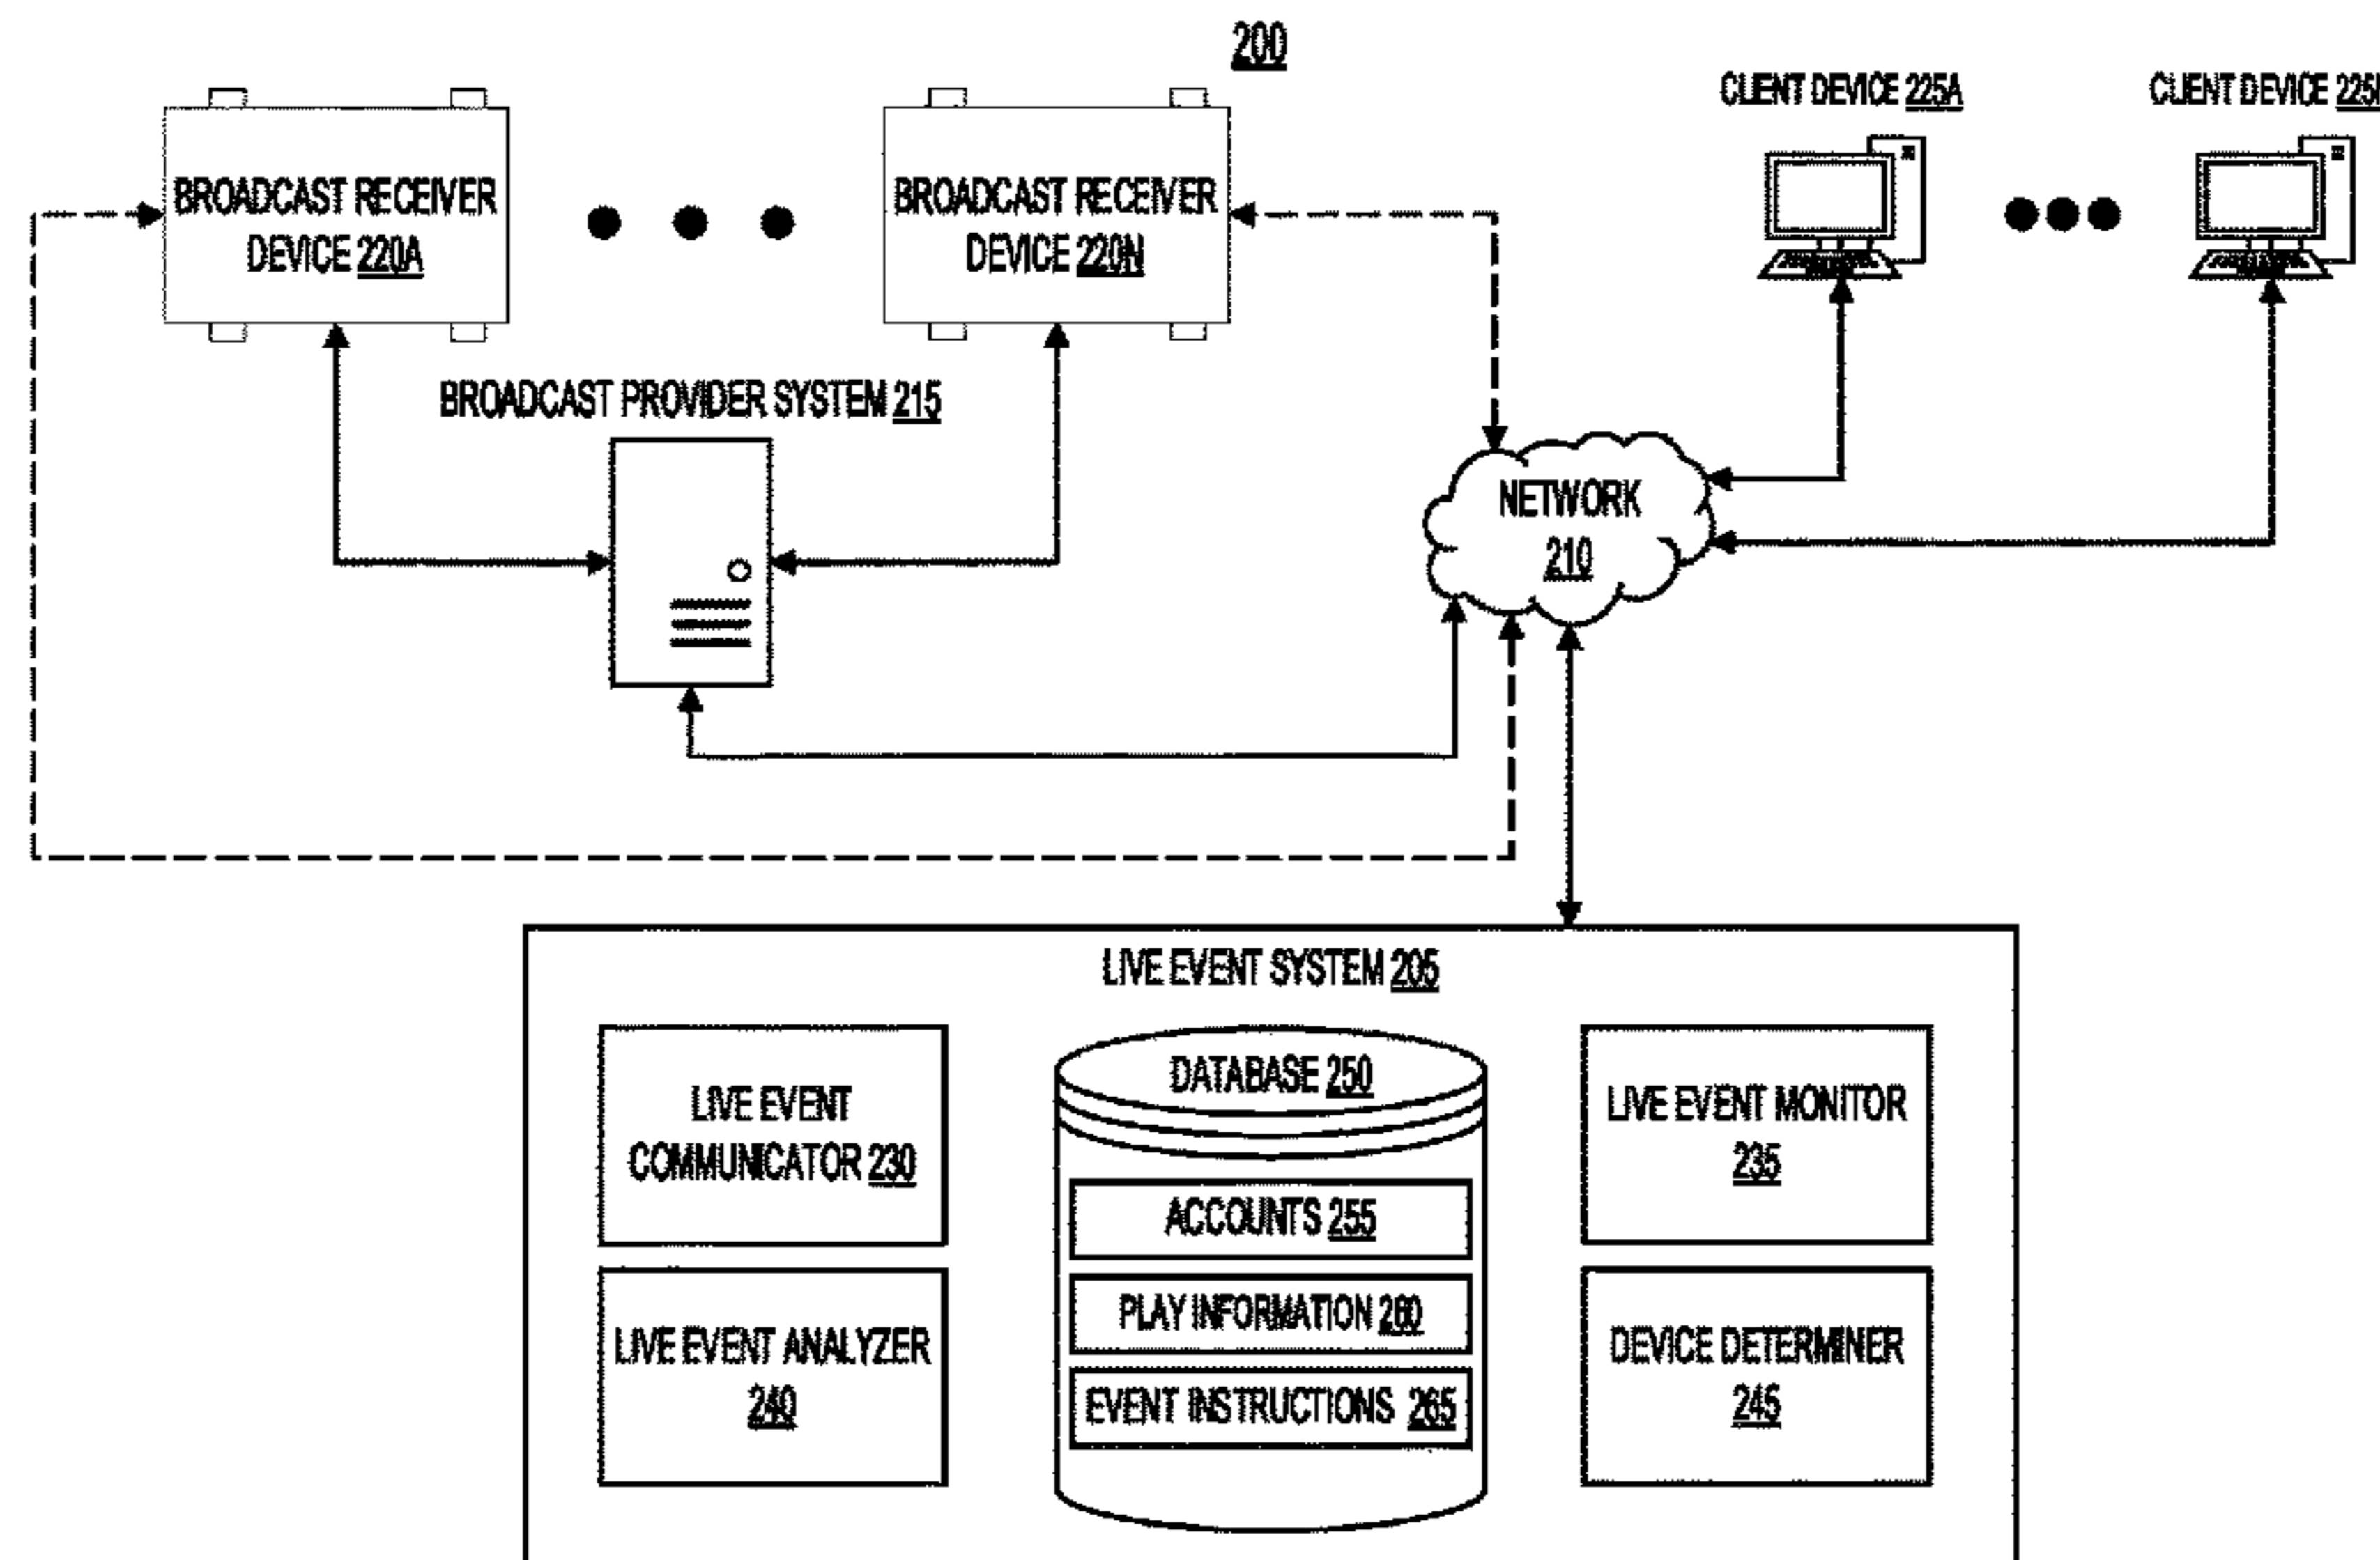 200
CLIENT DEVICE 225A
CLIENT DEVICE
BROADCAST RECEIVER
DEVICE 220A
BROADCAST RECEIVER
DEVICE 220N
BROADCAST PROVIDER SYSTEM 215
NETWORK
210
LIVE EVENT SYSTEM 205
LIVE EVENT
COMMUNICATOR 230
DATABASE 250
LIVE EVENT MONITOR
235
ACCOUNTS 255
PLAY INFORMATION 260
EVENT INSTRUCTIONS 265
LIVE EVENT ANALYZER
240
DEVICE DETERMINER
245